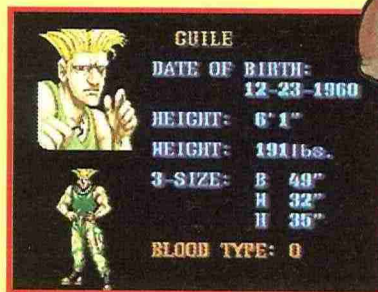 GUILE
DATE OF BIRTH:
12-23-1960
HEIGHT: 6'1"
WEIGHT: 191lbs.
3-SIZE: B 49"
W 32"
H 35"
BLOOD TYPE: O